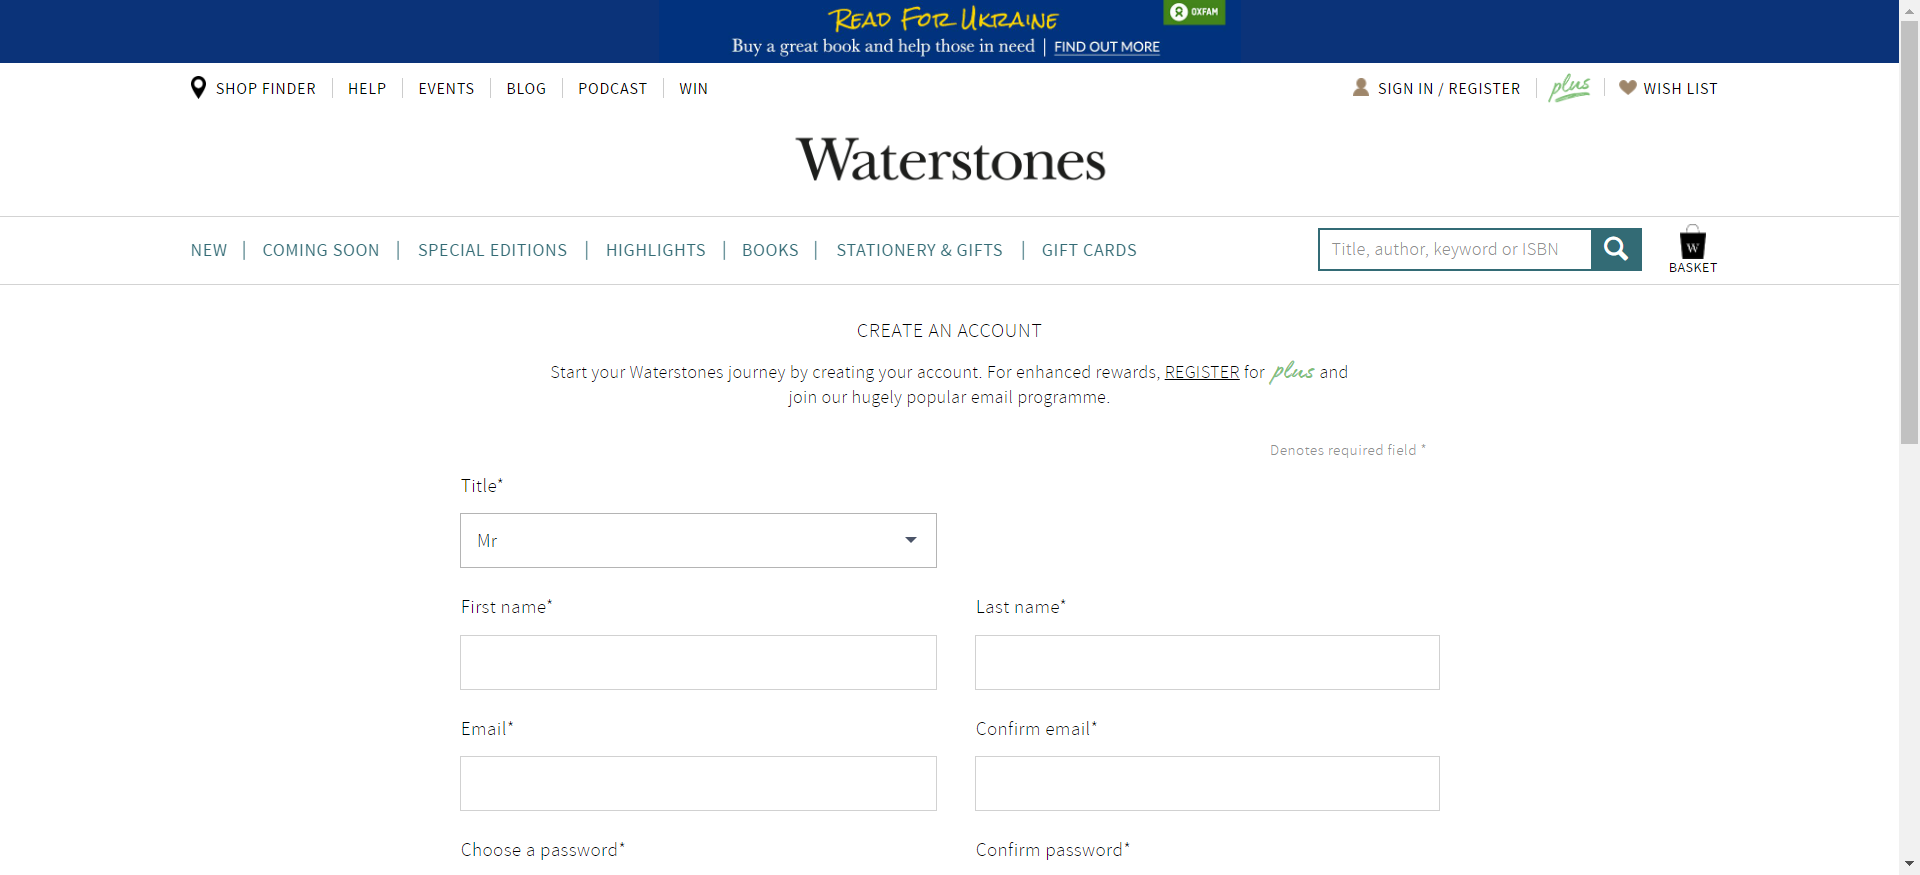 READ FOR UKRAINE
OXFAM
Buy a great book and help those in need | FIND OUT MORE
SHOP FINDER
HELP
EVENTS
BLOG
PODCAST
WIN
SIGN IN / REGISTER
plus
WISH LIST
Waterstones
NEW | COMING SOON | SPECIAL EDITIONS | HIGHLIGHTS | BOOKS | STATIONERY & GIFTS | GIFT CARDS
Title, author, keyword or ISBN
W
BASKET
CREATE AN ACCOUNT
Start your Waterstones journey by creating your account. For enhanced rewards, REGISTER for plus and
join our hugely popular email programme.
Denotes required field *
Title*
Mr
First name*
Last name*
Email*
Confirm email*
Choose a password*
Confirm password*